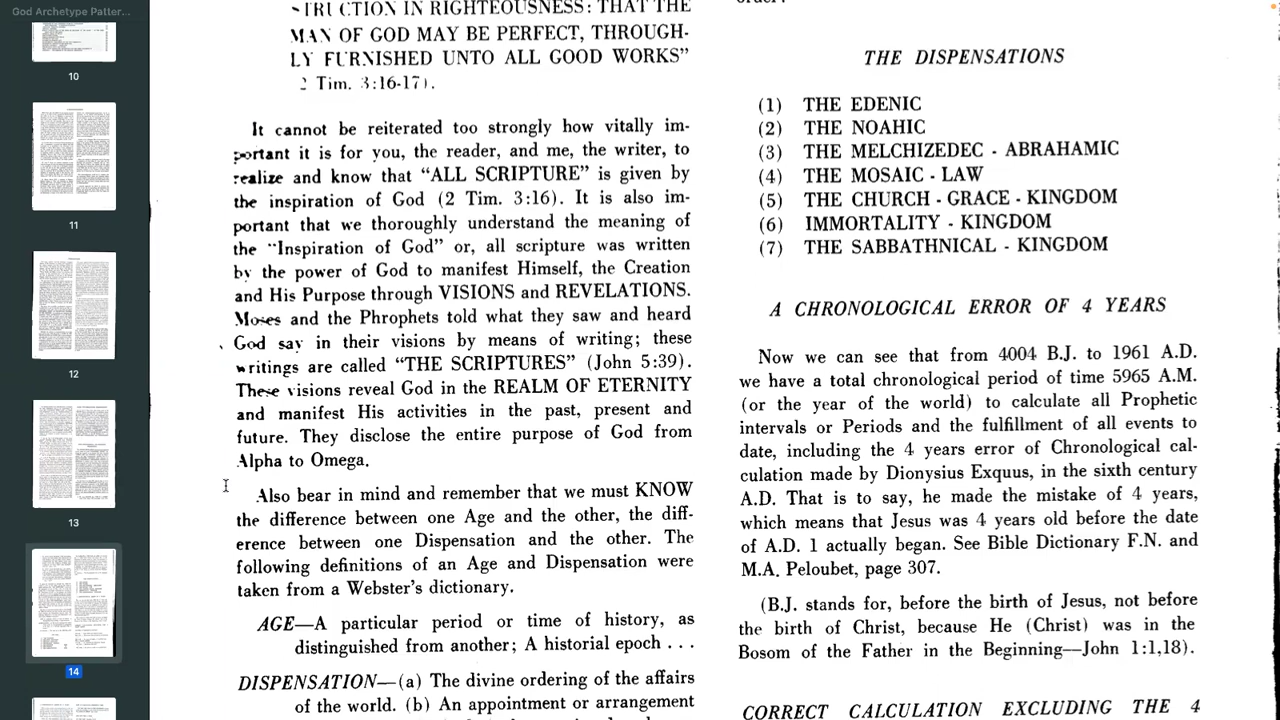 God Archetype Patter...
10
11
12
13
14
TRUCTION IN RIGHTEOUSNESS: THAT THE
MAN OF GOD MAY BE PERFECT, THROUGH-
LY FURNISHED UNTO ALL GOOD WORKS"
2 Tim. 3:16-17).
It cannot be reiterated too strongly how vitally im-
portant it is for you, the reader, and me, the writer, to
realize and know that "ALL SCRIPTURE" is given by
the inspiration of God (2 Tim. 3:16). It is also im-
portant that we thoroughly understand the meaning of
the "Inspiration of God" or, all scripture was written
by the power of God to manifest Himself, the Creation
and His Purpose through VISIONS and REVELATIONS.
Moses and the Phrophets told what they saw and heard
God say in their visions by means of writing; these
writings are called "THE SCRIPTURES" (John 5:39).
These visions reveal God in the REALM OF ETERNITY
and manifest His activities in the past, present and
future. They disclose the entire purpose of God from
Alpha to Omega.
Also bear in mind and remember that we must KNOW
the difference between one Age and the other, the diff-
erence between one Dispensation and the other. The
following definitions of an Age and Dispensation were
taken from a Webster's dictionary.
AGE—A particular period or time of history, as
distinguished from another; A historial epoch . . .
DISPENSATION—(a) The divine ordering of the affairs
of the world. (b) An appointment or arrangement
THE DISPENSATIONS
(1) THE EDENIC
(2) THE NOAHIC
(3) THE MELCHIZEDEC - ABRAHAMIC
(4) THE MOSAIC - LAW
(5) THE CHURCH - GRACE - KINGDOM
(6) IMMORTALITY - KINGDOM
(7) THE SABBATHNICAL - KINGDOM
A CHRONOLOGICAL ERROR OF 4 YEARS
Now we can see that from 4004 B.J. to 1961 A.D.
we have a total chronological period of time 5965 A.M.
(or the year of the world) to calculate all Prophetic
intervals or Periods and the fulfillment of all events to
date, including the 4 years error of Chronological cal-
culation made by Dionysius Exquus, in the sixth century
A.D. That is to say, he made the mistake of 4 years,
which means that Jesus was 4 years old before the date
of A.D. 1 actually began. See Bible Dictionary F.N. and
M.A. Peloubet, page 307.
(B.J. stands for, before the birth of Jesus, not before
the birth of Christ, because He (Christ) was in the
Bosom of the Father in the Beginning—John 1:1,18).
CORRECT CALCULATION EXCLUDING THE 4